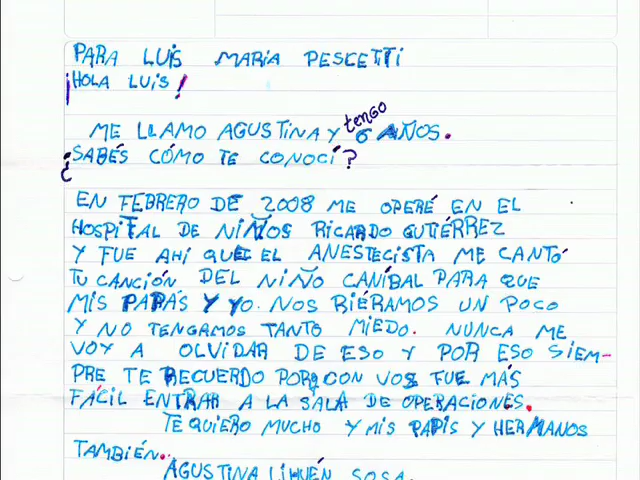 PARA LUIS MARIA PESCETTI
¡HOLA LUIS!
ME LLAMO AGUSTINA Y tengo 6 AÑOS.
¿SABÉS CÓMO TE CONOCÍ?
EN FEBRERO DE 2008 ME OPERÉ EN EL
HOSPITAL DE NIÑOS RICARDO GUTIÉRREZ
Y FUE AHI QUE EL ANESTECISTA ME CANTÓ
TU CANCIÓN DEL NIÑO CANÍBAL PARA QUE
MIS PAPÁS Y YO NOS RIÉRAMOS UN POCO
Y NO TENGAMOS TANTO MIEDO. NUNCA ME
VOY A OLVIDAR DE ESO Y POR ESO SIEM-
PRE TE RECUERDO PORQ CON VOS FUE MÁS
FÁCIL ENTRAR A LA SALA DE OPERACIONES.
TE QUIERO MUCHO Y MIS PAPIS Y HERMANOS
TAMBIÉN.
AGUSTINA LIHUÉN SOSA.